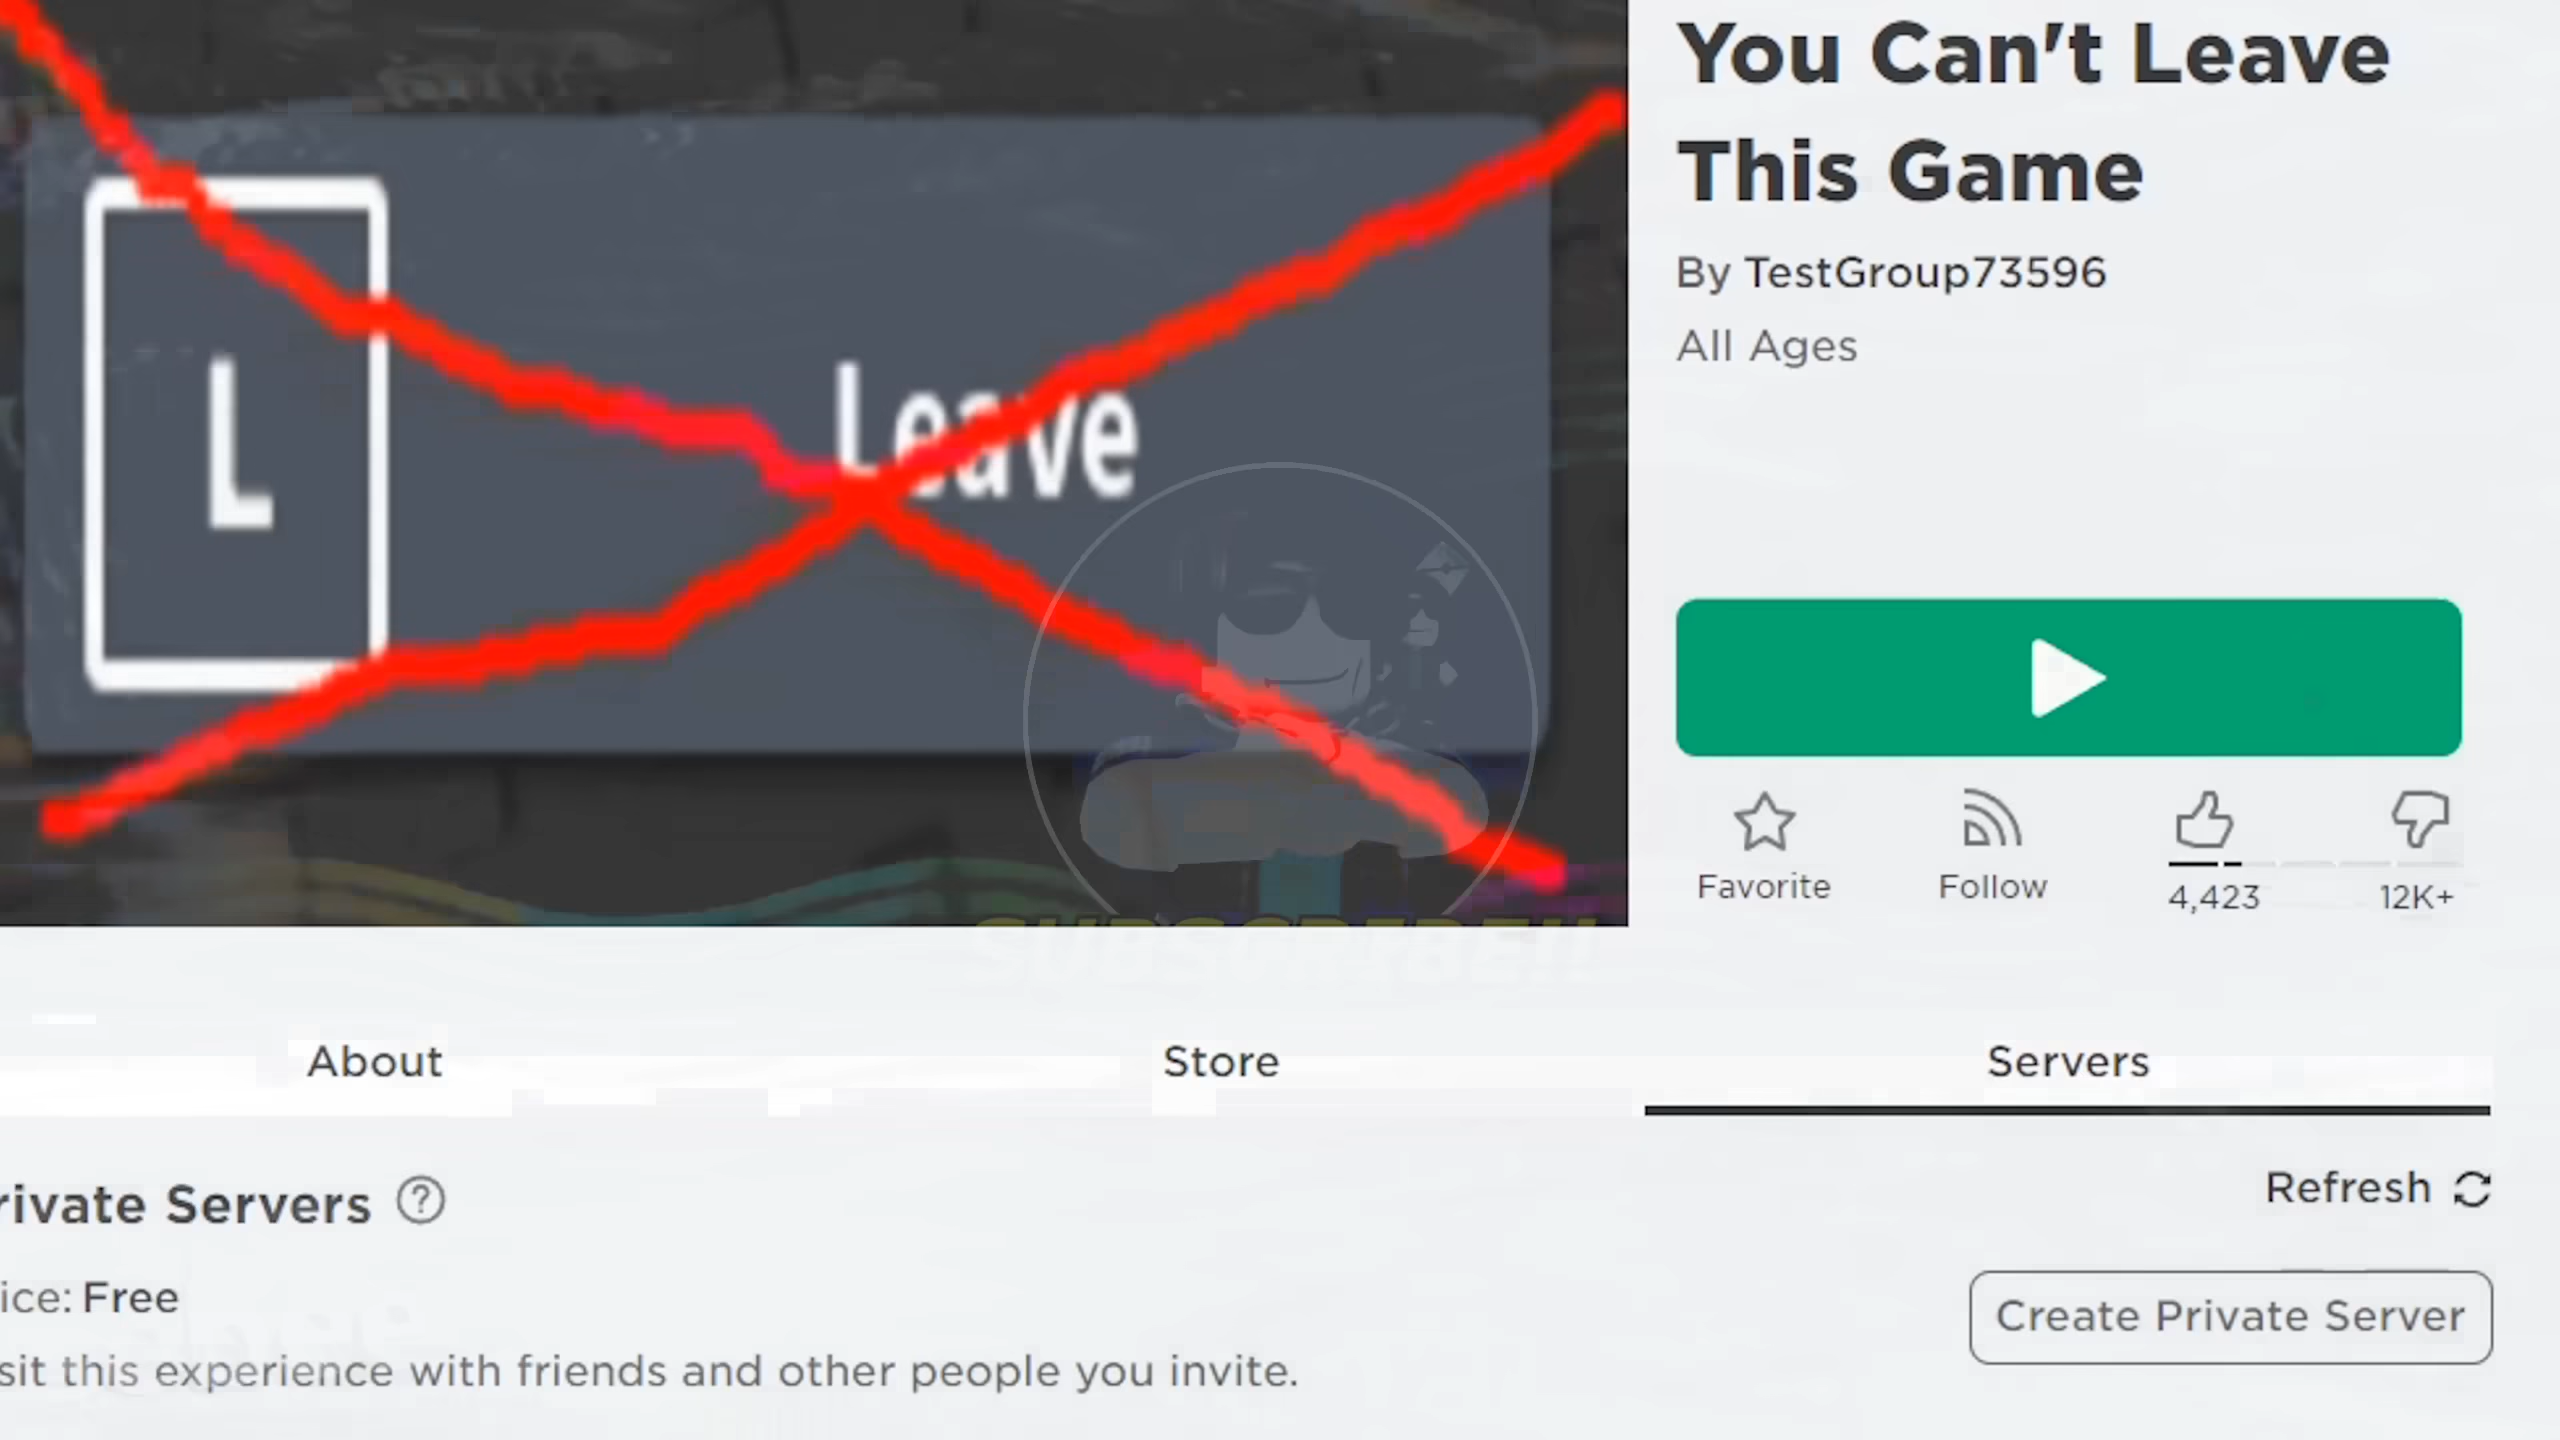 You Can't Leave
This Game
By TestGroup73596
All Ages
L
Leave
Favorite
Follow
4,423
12K+
SUBSCRIBE!!
About
Store
Servers
rivate Servers
Refresh
ice: Free
Create Private Server
sit this experience with friends and other people you invite.